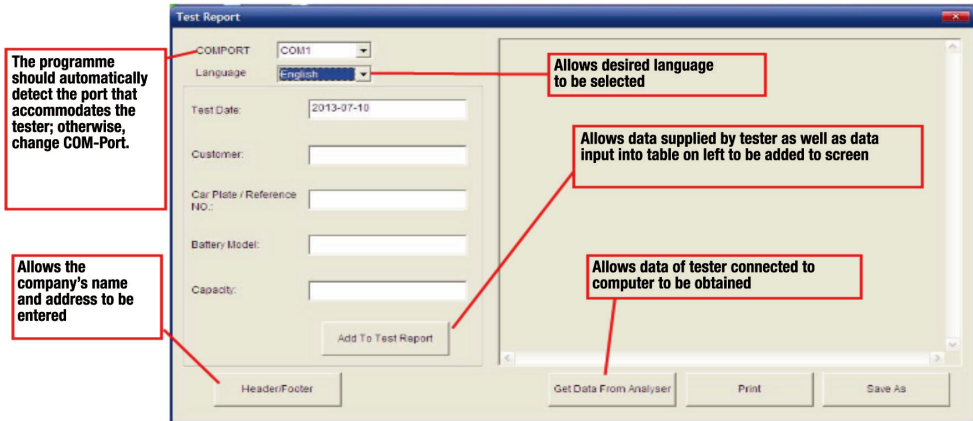 Test Report
COMPORT
COM1
Language
English
The programme
should automatically
detect the port that
accommodates the
tester; otherwise,
change COM-Port.
Allows desired language
to be selected
Test Date:
2013-07-10
Customer:
Allows data supplied by tester as well as data
input into table on left to be added to screen
Car Plate / Reference
NO.:
Battery Model:
Allows the
company's name
and address to be
entered
Allows data of tester connected to
computer to be obtained
Capacity:
Add To Test Report
Header/Footer
Get Data From Analyser
Print
Save As